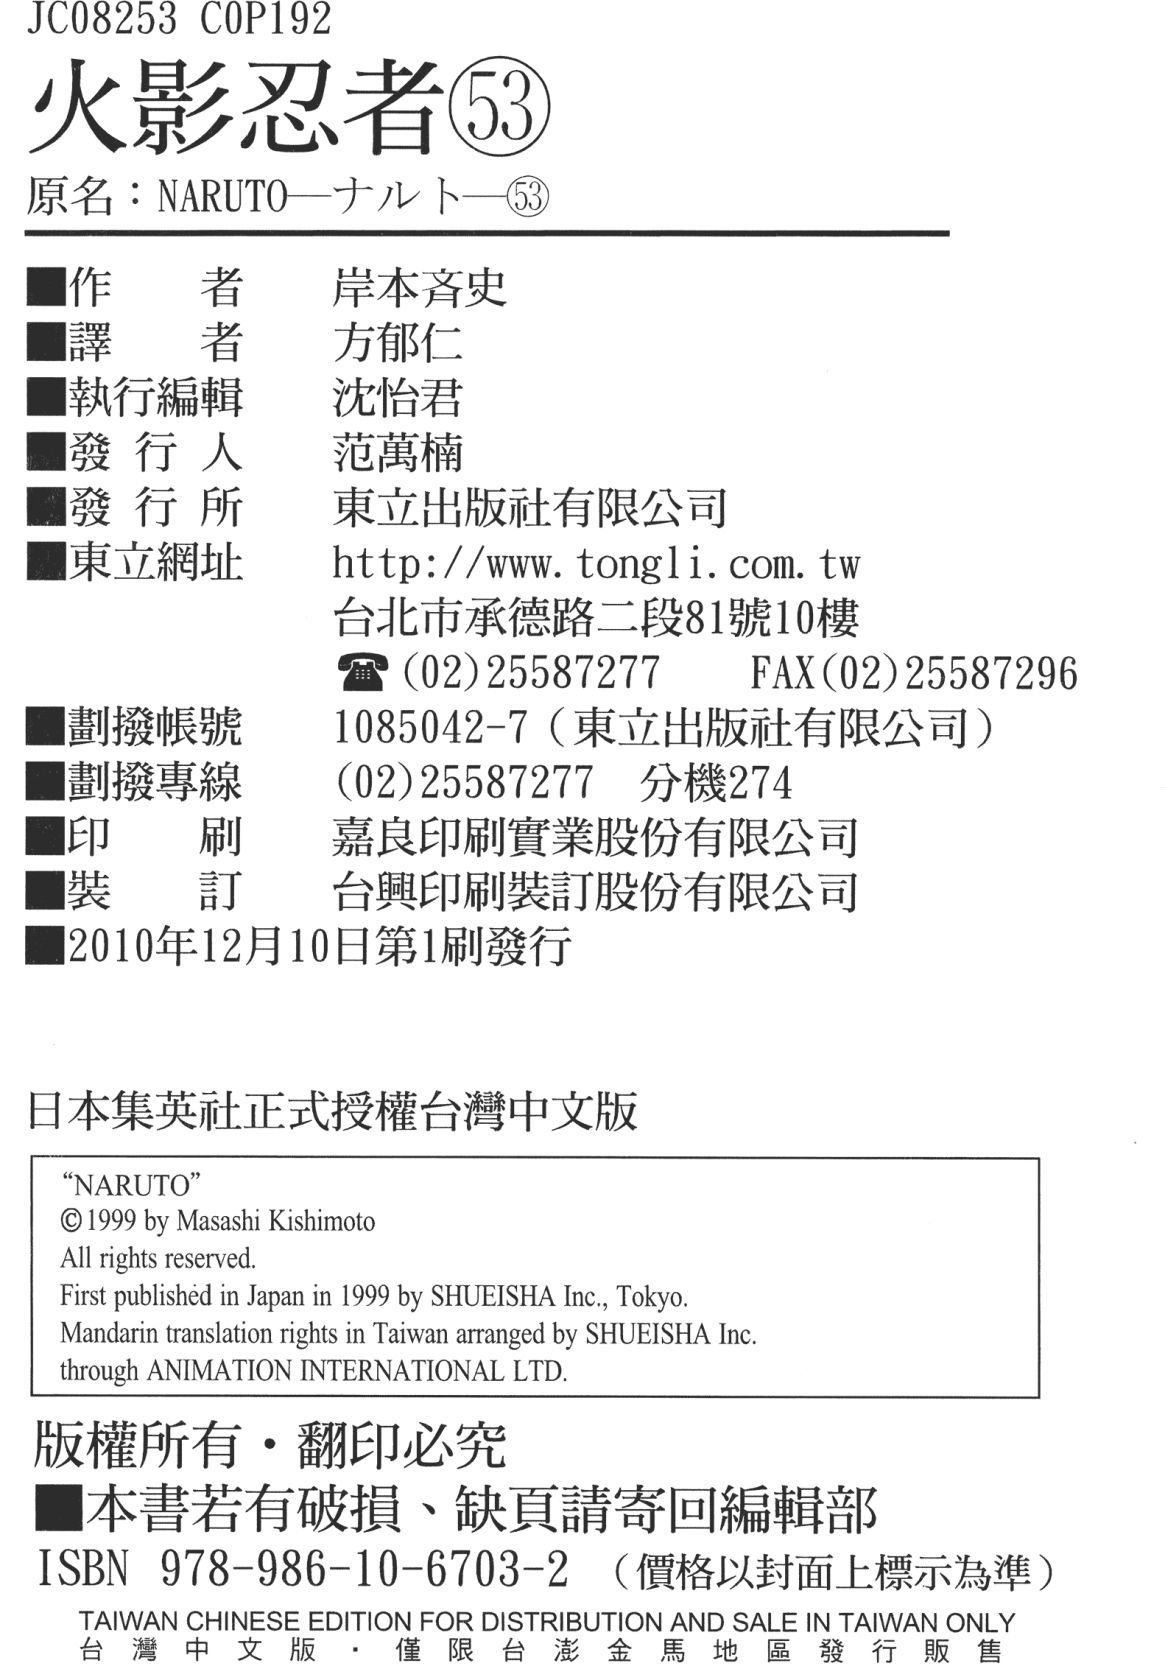 JC08253 C0P192
火影忍者㊾53
原名：NARUTO—ナルト—53
■作　　者　　岸本斉史
■譯　　者　　方郁仁
■執行編輯　　沈怡君
■發 行 人　　范萬楠
■發 行 所　　東立出版社有限公司
■東立網址　　http://www.tongli.com.tw
台北市承德路二段81號10樓
☎(02)25587277　　FAX(02)25587296
■劃撥帳號　　1085042-7（東立出版社有限公司）
■劃撥專線　　(02)25587277　分機274
■印　　刷　　嘉良印刷實業股份有限公司
■裝　　訂　　台興印刷裝訂股份有限公司
■2010年12月10日第1刷發行
日本集英社正式授權台灣中文版
“NARUTO”
©1999 by Masashi Kishimoto
All rights reserved.
First published in Japan in 1999 by SHUEISHA Inc., Tokyo.
Mandarin translation rights in Taiwan arranged by SHUEISHA Inc.
through ANIMATION INTERNATIONAL LTD.
版權所有・翻印必究
■本書若有破損、缺頁請寄回編輯部
ISBN 978-986-10-6703-2 （價格以封面上標示為準）
TAIWAN CHINESE EDITION FOR DISTRIBUTION AND SALE IN TAIWAN ONLY
台灣中文版・僅限台澎金馬地區發行販售